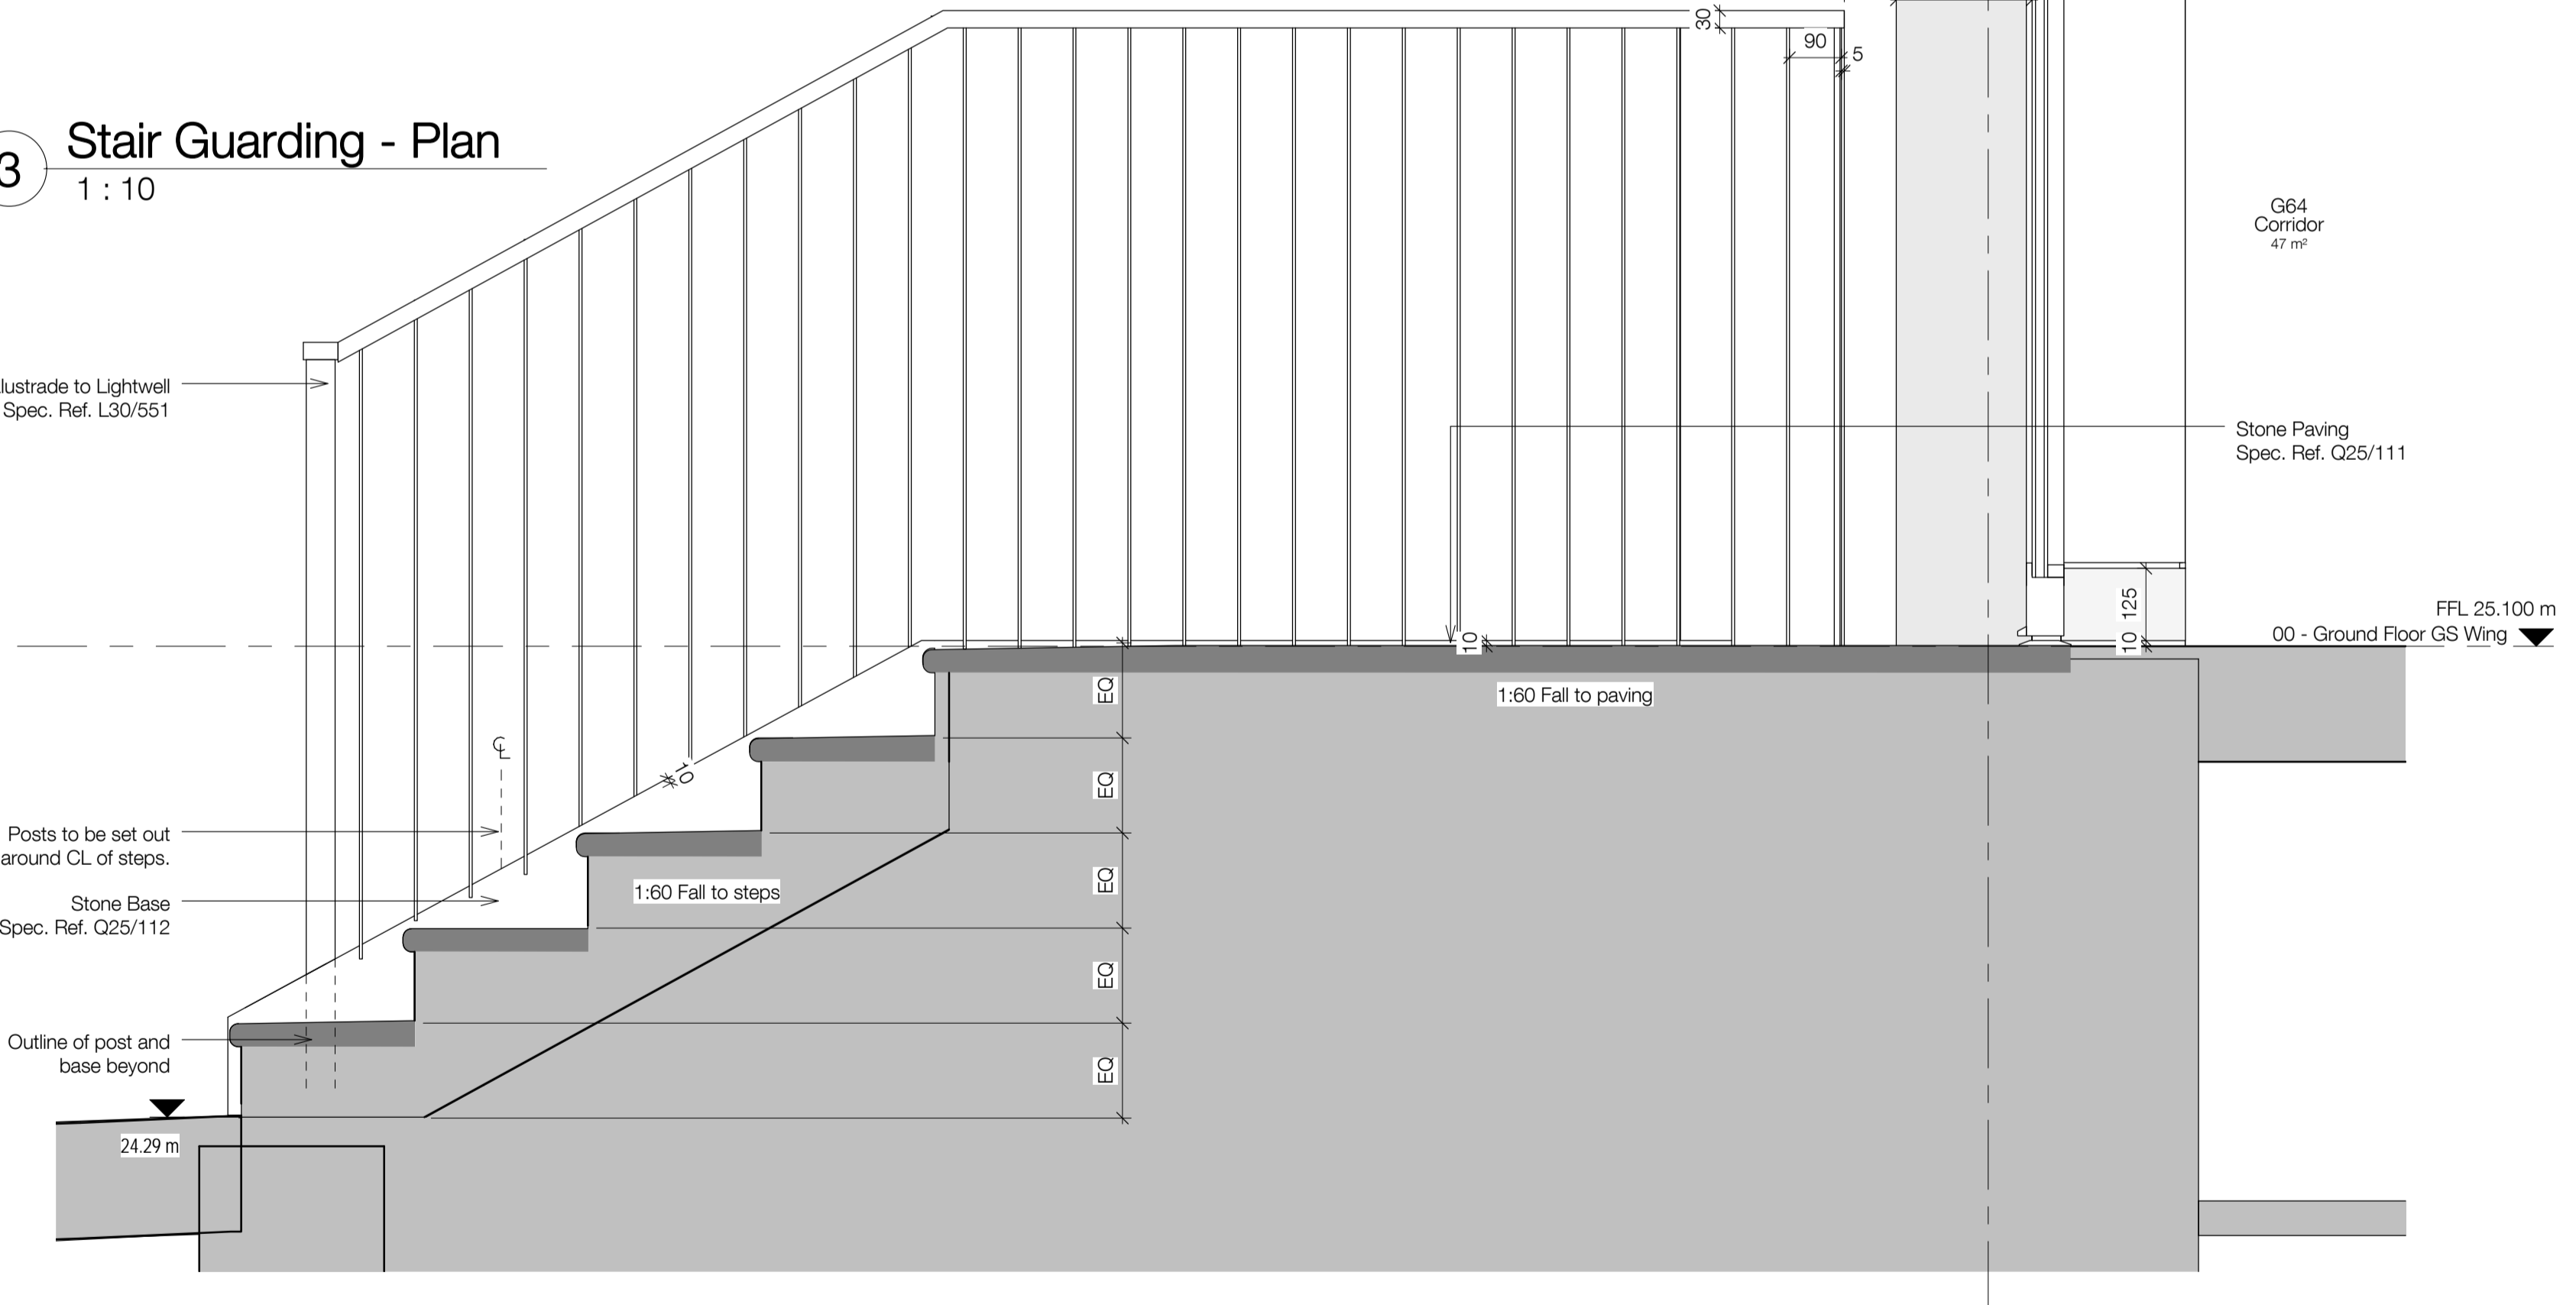 3
Stair Guarding - Plan
1 : 10
30
90
5
G64
Corridor
47 m²
lustrade to Lightwell
Spec. Ref. L30/551
Stone Paving
Spec. Ref. Q25/111
125
10
FFL 25.100 m
00 - Ground Floor GS Wing
10
1:60 Fall to paving
EQ
EQ
EQ
EQ
EQ
CL
10
Posts to be set out
around CL of steps.
1:60 Fall to steps
Stone Base
Spec. Ref. Q25/112
Outline of post and
base beyond
24.29 m